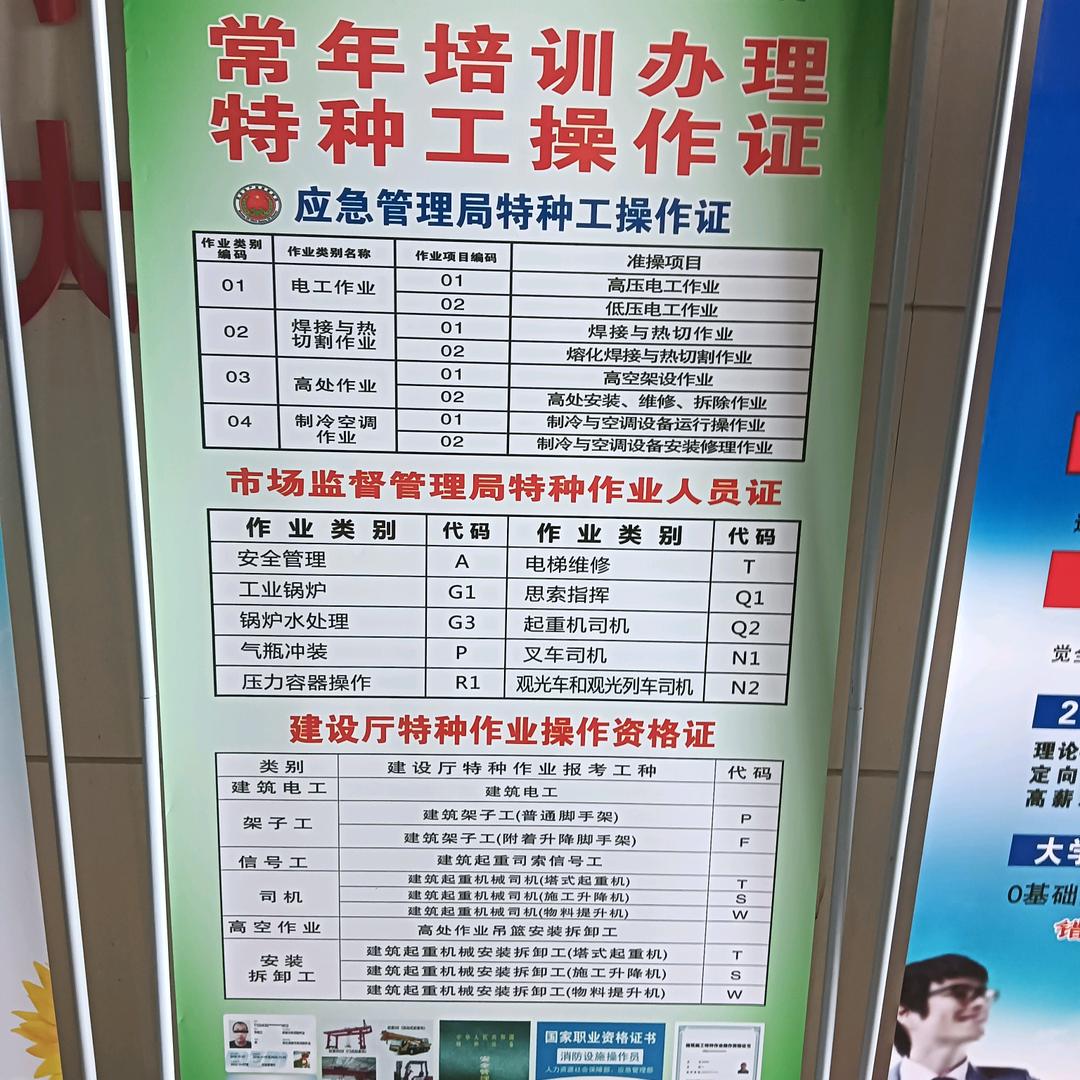 常年培训办理
特种工操作证
应急管理局特种工操作证
作业类别编码 作业类别名称 作业项目编码 准操项目
01 电工作业 01 高压电工作业
02 低压电工作业
02 焊接与热切割作业 01 焊接与热切作业
02 熔化焊接与热切割作业
03 高处作业 01 高空架设作业
02 高处安装、维修、拆除作业
04 制冷空调作业 01 制冷与空调设备运行操作业
02 制冷与空调设备安装修理作业
市场监督管理局特种作业人员证
作业类别 代码 作业类别 代码
安全管理 A 电梯维修 T
工业锅炉 G1 思索指挥 Q1
锅炉水处理 G3 起重机司机 Q2
气瓶冲装 P 叉车司机 N1
压力容器操作 R1 观光车和观光列车司机 N2
建设厅特种作业操作资格证
类别 建设厅特种作业报考工种 代码
建筑电工 建筑电工
架子工 建筑架子工(普通脚手架) P
建筑架子工(附着升降脚手架) F
信号工 建筑起重司索信号工
司机 建筑起重机械司机(塔式起重机) T
建筑起重机械司机(施工升降机) S
建筑起重机械司机(物料提升机) W
高空作业 高处作业吊篮安装拆卸工
安装拆卸工 建筑起重机械安装拆卸工(塔式起重机) T
建筑起重机械安装拆卸工(施工升降机) S
建筑起重机械安装拆卸工(物料提升机) W
国家职业资格证书
消防设施操作员
人力资源社会保障部、应急管理部
大
2
理论
定向
高薪
大学
0基础